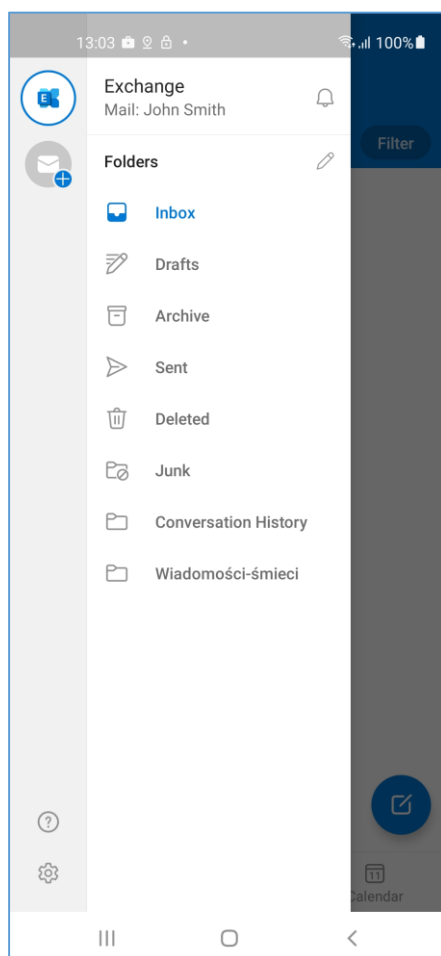 13:03 100%
Exchange
Mail: John Smith
Filter
Folders
Inbox
Drafts
Archive
Sent
Deleted
Junk
Conversation History
Wiadomości-śmieci
11
Calendar